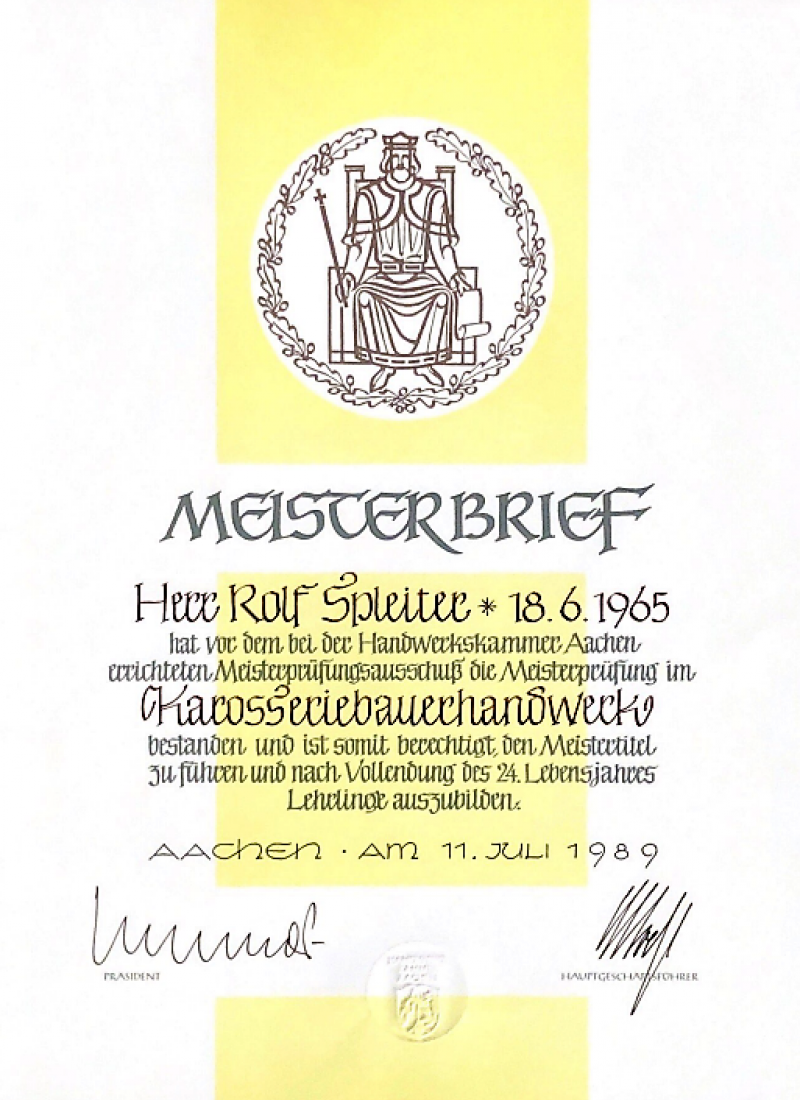 MEISTERBRIEF
Herr Rolf Spleiter * 18.6.1965
hat vor dem bei der Handwerkskammer Aachen
errichteten Meisterprüfungsausschuß die Meisterprüfung im
Karosseriebauerhandwerk
bestanden und ist somit berechtigt, den Meistertitel
zu führen und nach Vollendung des 24. Lebensjahres
Lehrlinge auszubilden.
AACHEN · AM 11. JULI 1989
PRÄSIDENT
HAUPTGESCHÄFTSFÜHRER